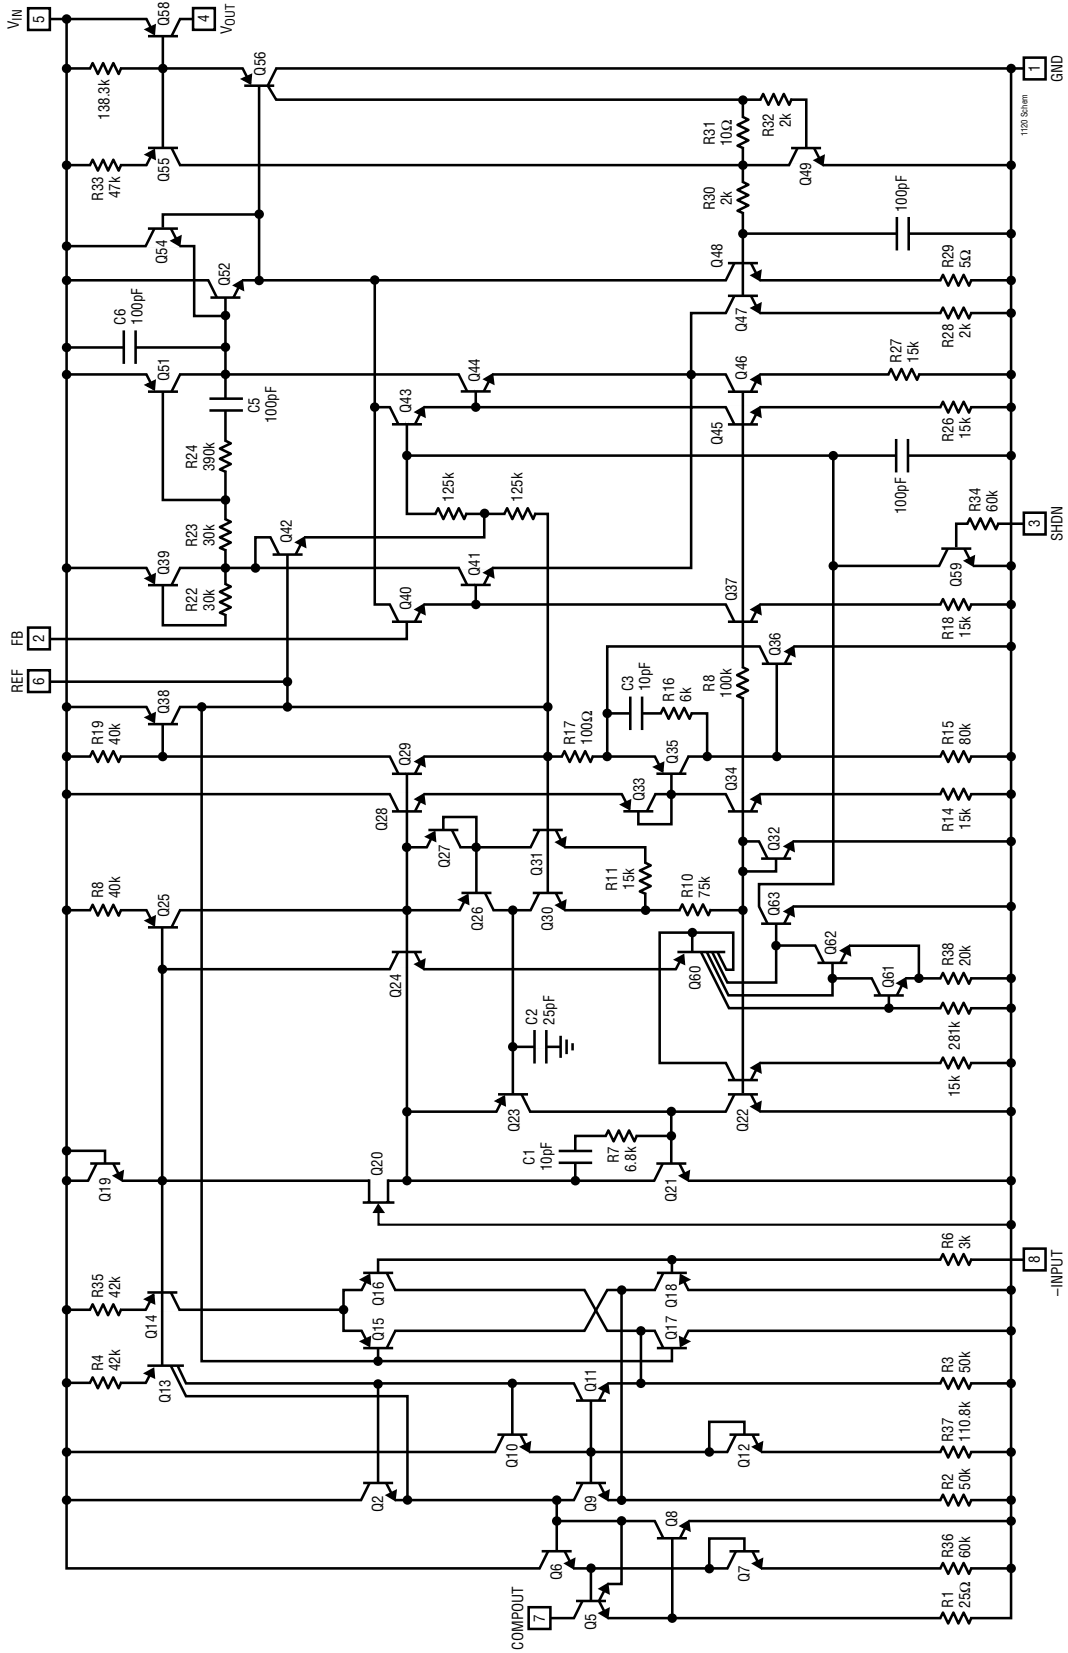 VIN
5
Q58
4
VOUT
138.3k
Q56
GND
1
1120 Schem
R33
47k
Q55
R31
10Ω
R32
2k
Q49
R30
2k
Q54
Q52
Q48
100pF
R29
5Ω
C6
100pF
Q47
R28
2k
Q51
Q44
Q46
R27
15k
C5
100pF
Q43
Q45
R26
15k
R24
390k
125k
125k
100pF
R23
30k
Q42
R34
60k
3
SHDN
Q39
Q41
Q59
R22
30k
Q40
Q37
R18
15k
FB
2
Q36
REF
6
C3
10pF
R16
6k
R8
100k
Q38
R19
40k
Q29
R17
100Ω
Q35
R15
80k
Q28
Q33
Q34
R14
15k
Q27
Q31
Q32
R11
15k
R8
40k
Q25
Q26
Q30
R10
75k
Q63
Q62
Q24
Q60
Q61
R38
20k
281k
C2
25pF
15k
Q23
Q22
C1
10pF
R7
6.8k
Q19
Q20
Q21
R6
3k
8
–INPUT
R35
42k
Q14
Q16
Q18
Q15
Q17
R4
42k
Q13
Q11
R3
50k
Q10
Q12
R37
110.8k
Q2
Q9
R2
50k
Q8
Q6
Q7
R36
60k
COMPOUT
7
Q5
R1
25Ω